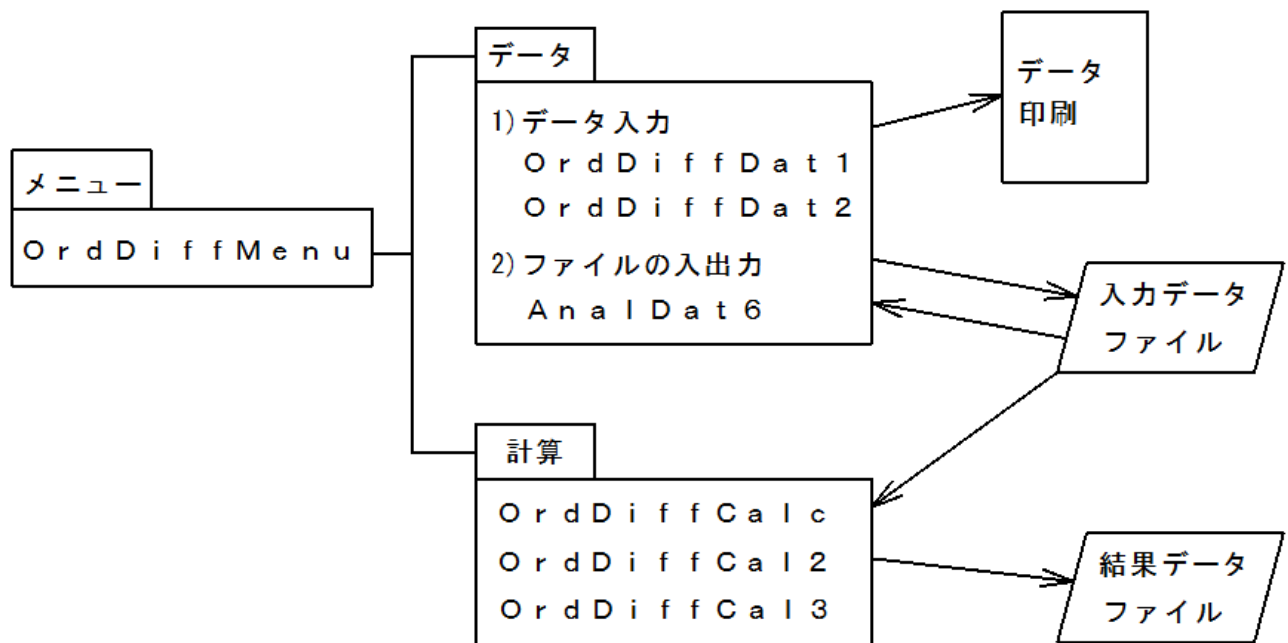 メニュー
ＯｒｄＤｉｆｆＭｅｎｕ
データ
1)データ入力
ＯｒｄＤｉｆｆＤａｔ１
ＯｒｄＤｉｆｆＤａｔ２
2)ファイルの入出力
ＡｎａｌＤａｔ６
データ
印刷
入力データ
ファイル
計算
ＯｒｄＤｉｆｆＣａｌｃ
ＯｒｄＤｉｆｆＣａｌ２
ＯｒｄＤｉｆｆＣａｌ３
結果データ
ファイル